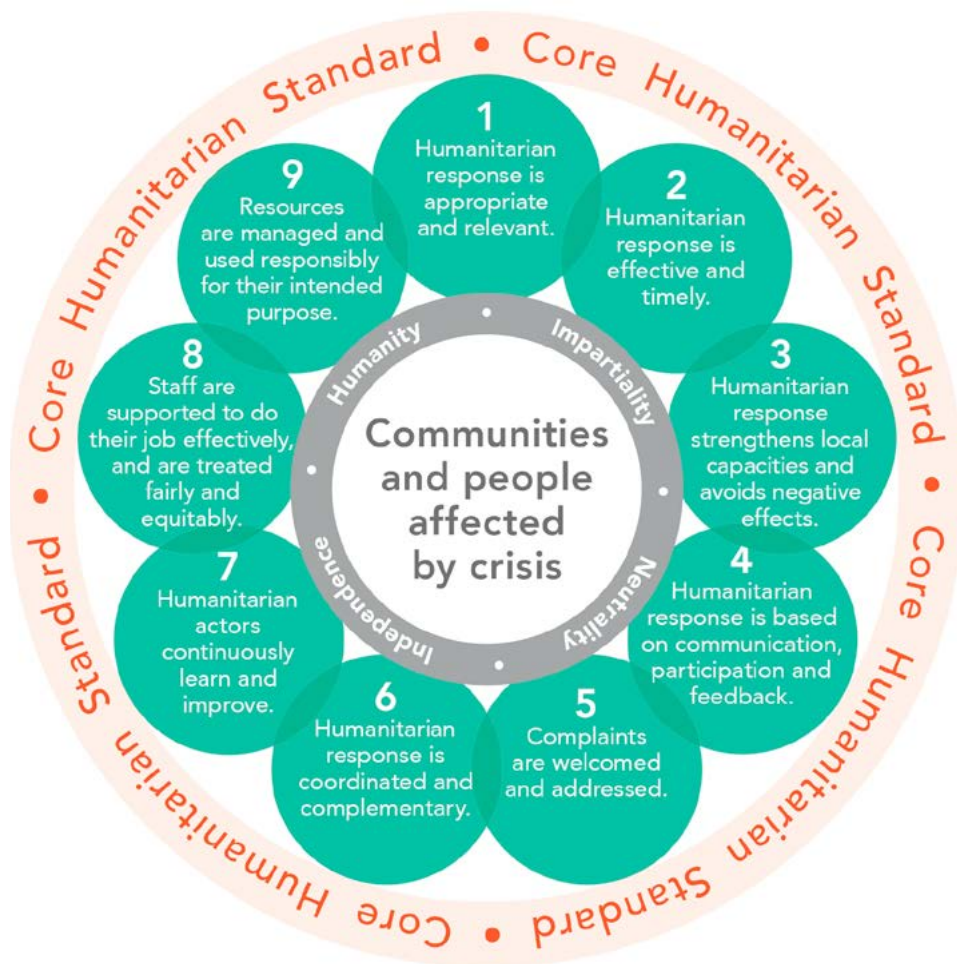 Core Humanitarian Standard • Core Humanitarian Standard • Core Humanitarian Standard • Core Humanitarian Standard •
1
Humanitarian
response is
appropriate
and relevant.
2
Humanitarian
response is
effective and
timely.
3
Humanitarian
response
strengthens local
capacities and
avoids negative
effects.
4
Humanitarian
response is based
on communication,
participation and
feedback.
5
Complaints
are welcomed
and addressed.
6
Humanitarian
response is
coordinated and
complementary.
7
Humanitarian
actors
continuously
learn and
improve.
8
Staff are
supported to do
their job effectively,
and are treated
fairly and
equitably.
9
Resources
are managed and
used responsibly
for their intended
purpose.
Humanity • Impartiality • Neutrality • Independence •
Communities
and people
affected
by crisis